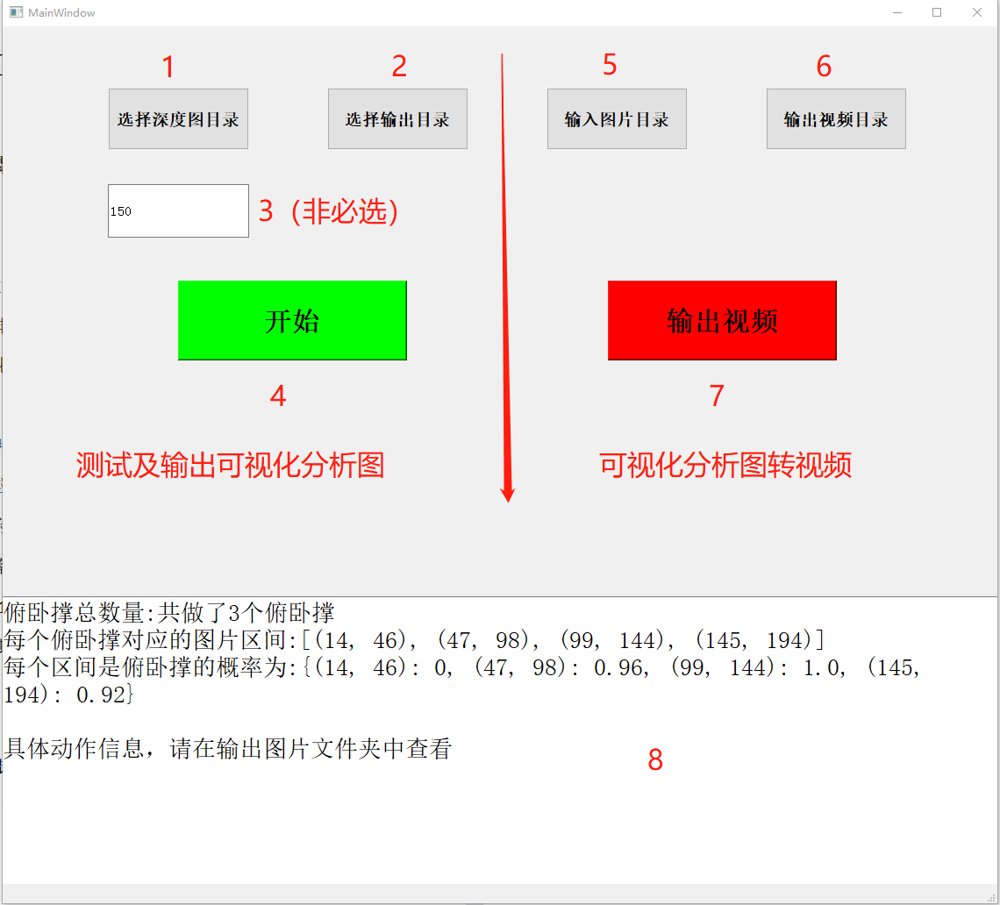 MainWindow
1 2 5 6
选择深度图目录 选择输出目录 输入图片目录 输出视频目录
150 3（非必选）
开始 输出视频
4 7
测试及输出可视化分析图 可视化分析图转视频
俯卧撑总数量:共做了3个俯卧撑
每个俯卧撑对应的图片区间:[(14, 46), (47, 98), (99, 144), (145, 194)]
每个区间是俯卧撑的概率为:{(14, 46): 0, (47, 98): 0.96, (99, 144): 1.0, (145,
194): 0.92}
具体动作信息，请在输出图片文件夹中查看
8